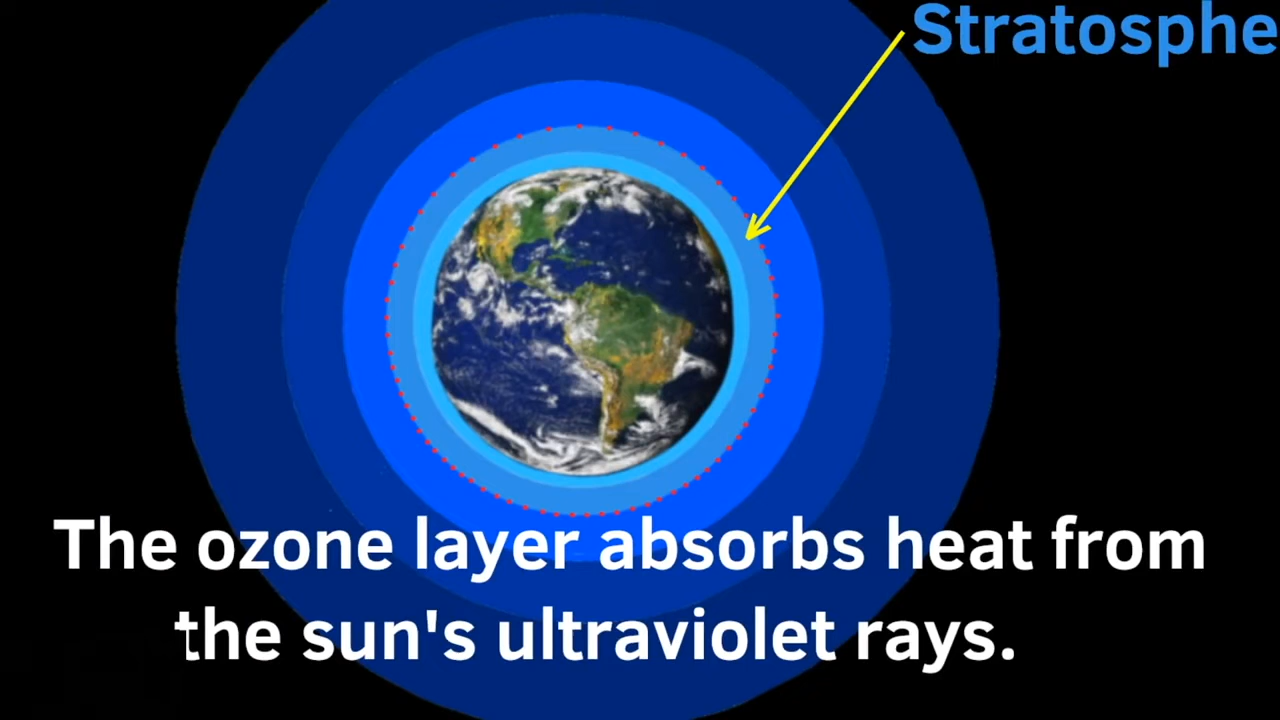 Stratosphe
The ozone layer absorbs heat from
the sun's ultraviolet rays.